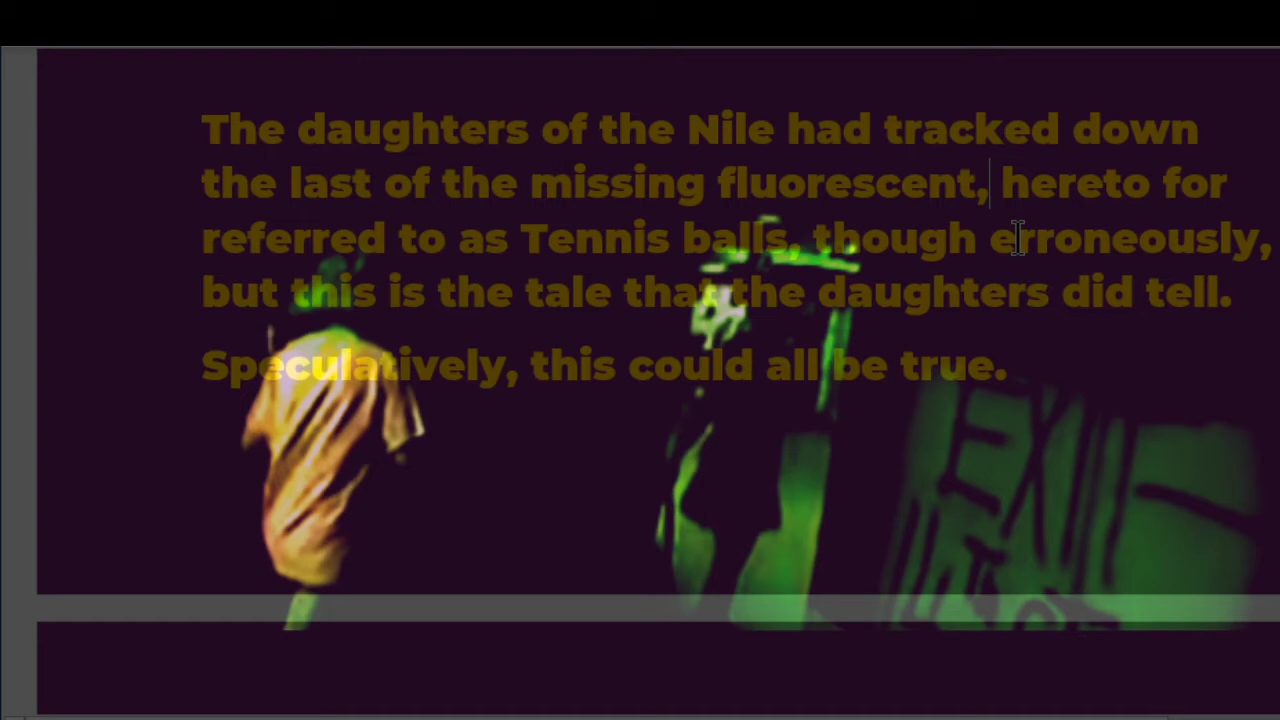 The daughters of the Nile had tracked down
the last of the missing fluorescent, hereto for
referred to as Tennis balls, though erroneously,
but this is the tale that the daughters did tell.
Speculatively, this could all be true.
EXIT